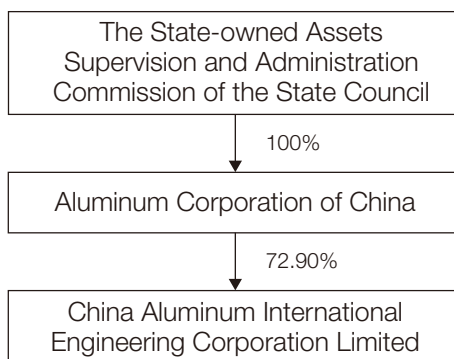 The State-owned Assets
Supervision and Administration
Commission of the State Council
100%
Aluminum Corporation of China
72.90%
China Aluminum International
Engineering Corporation Limited